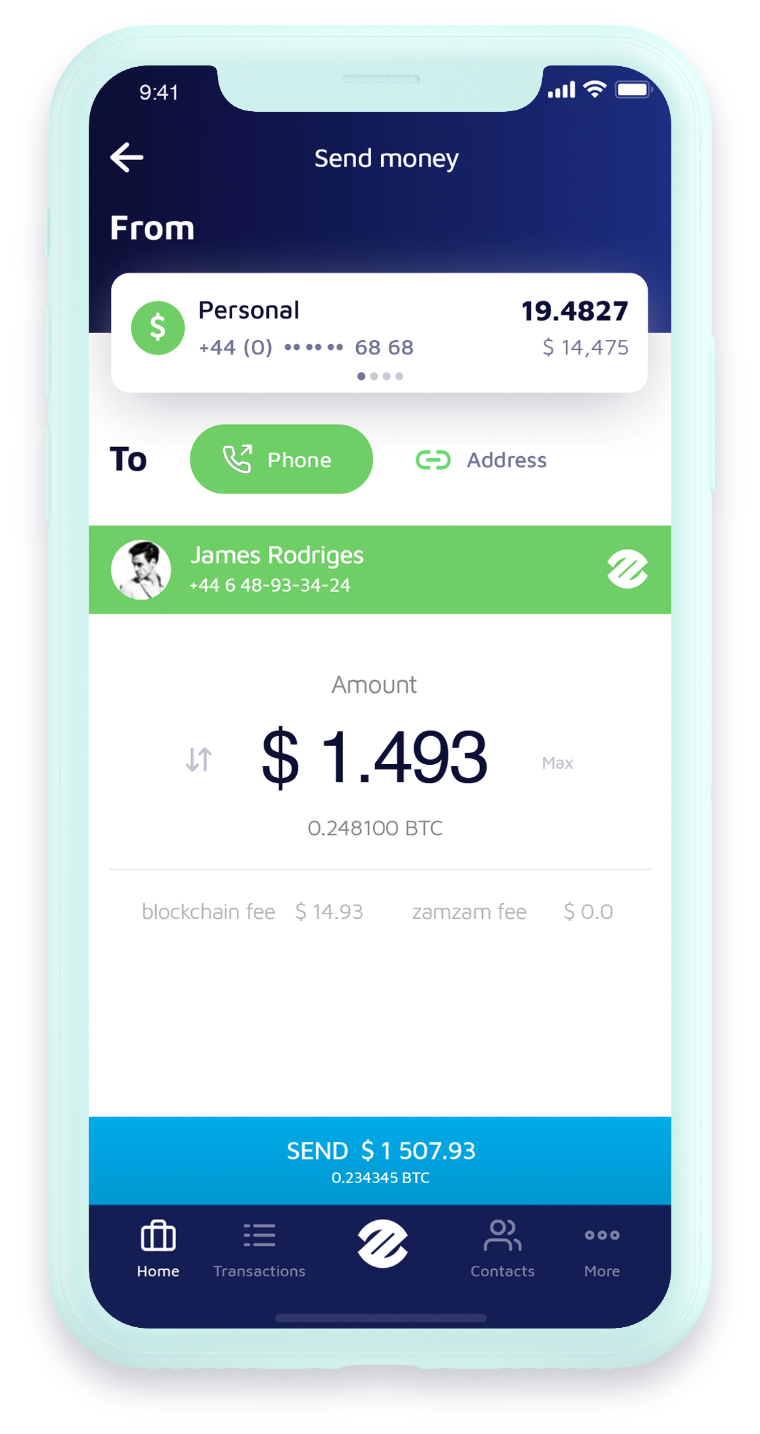 9:41
Send money
From
Personal 19.4827
+44 (0) •• •• •• 68 68 $ 14,475
To Phone Address
James Rodriges
+44 6 48-93-34-24
Amount
$ 1.493 Max
0.248100 BTC
blockchain fee $ 14.93 zamzam fee $ 0.0
SEND $ 1 507.93
0.234345 BTC
Home Transactions Contacts More